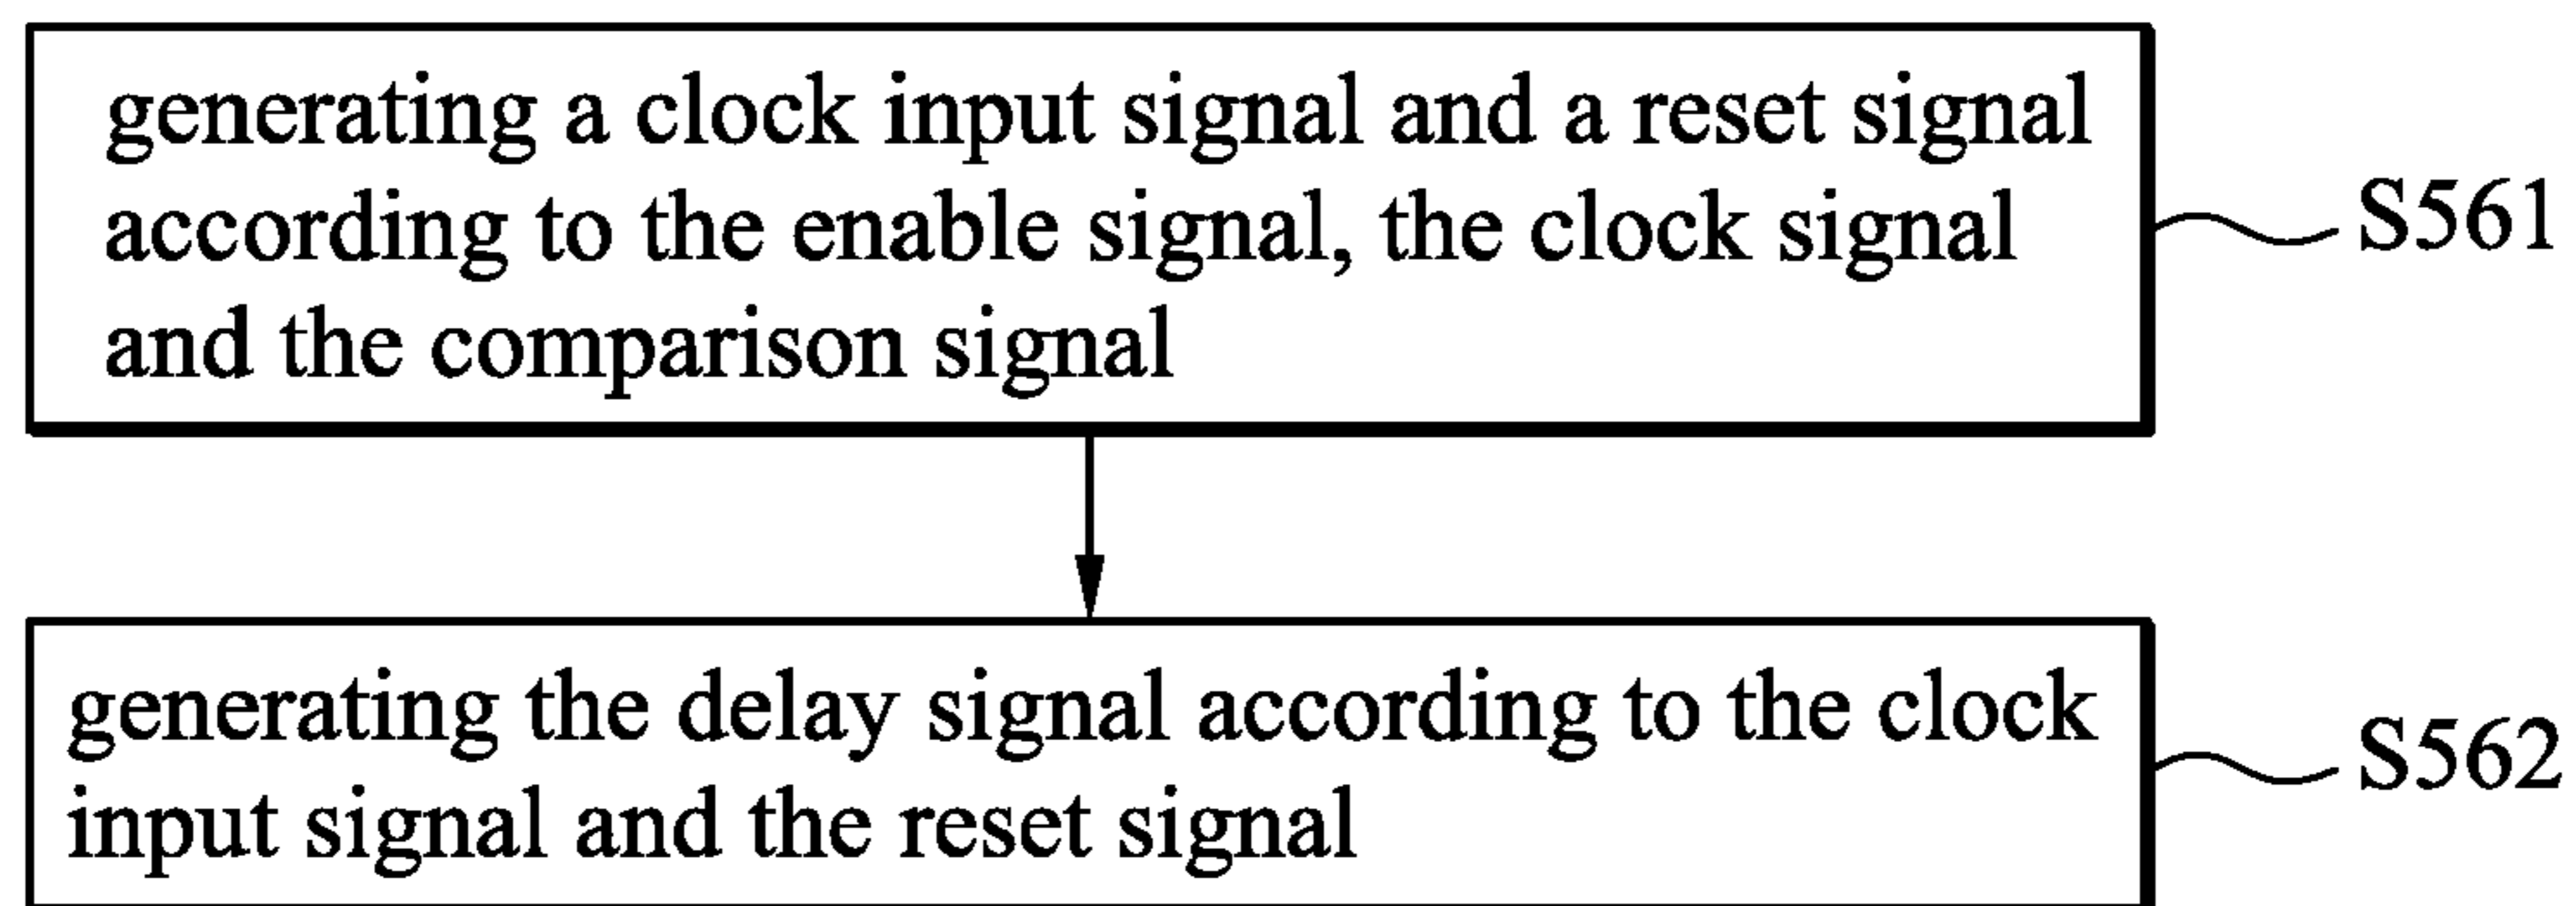 generating a clock input signal and a reset signal
according to the enable signal, the clock signal
and the comparison signal
S561
generating the delay signal according to the clock
input signal and the reset signal
S562